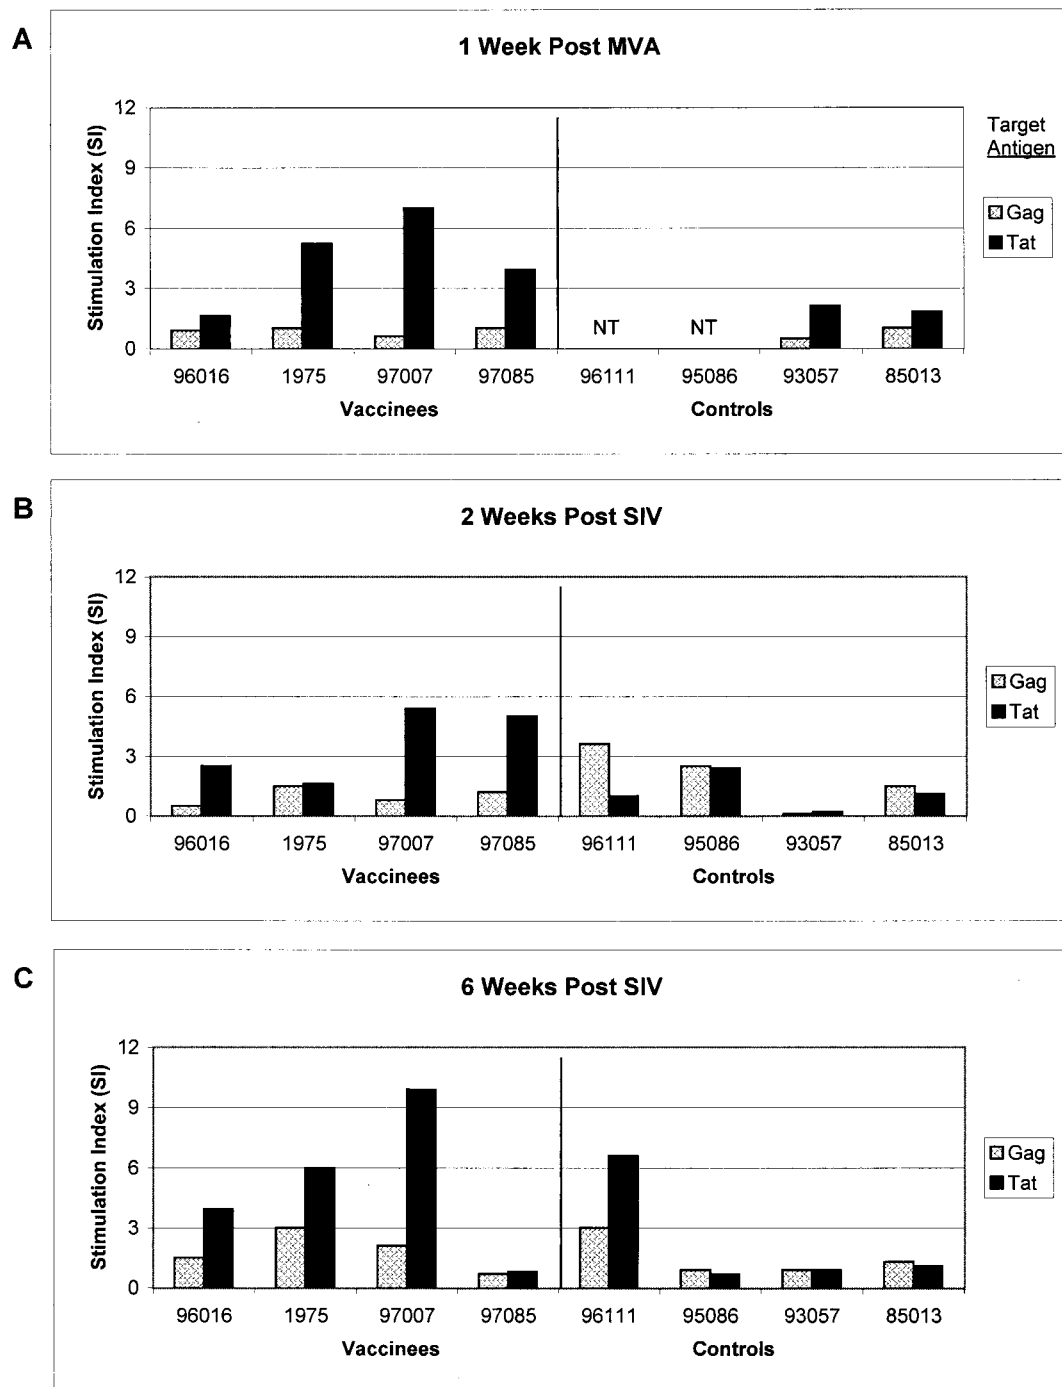 A
1 Week Post MVA
Stimulation Index (SI)
12
9
6
3
0
NT NT
96016 1975 97007 97085 96111 95086 93057 85013
Vaccinees Controls
Target
Antigen
Gag
Tat
B
2 Weeks Post SIV
Stimulation Index (SI)
12
9
6
3
0
96016 1975 97007 97085 96111 95086 93057 85013
Vaccinees Controls
Gag
Tat
C
6 Weeks Post SIV
Stimulation Index (SI)
12
9
6
3
0
96016 1975 97007 97085 96111 95086 93057 85013
Vaccinees Controls
Gag
Tat